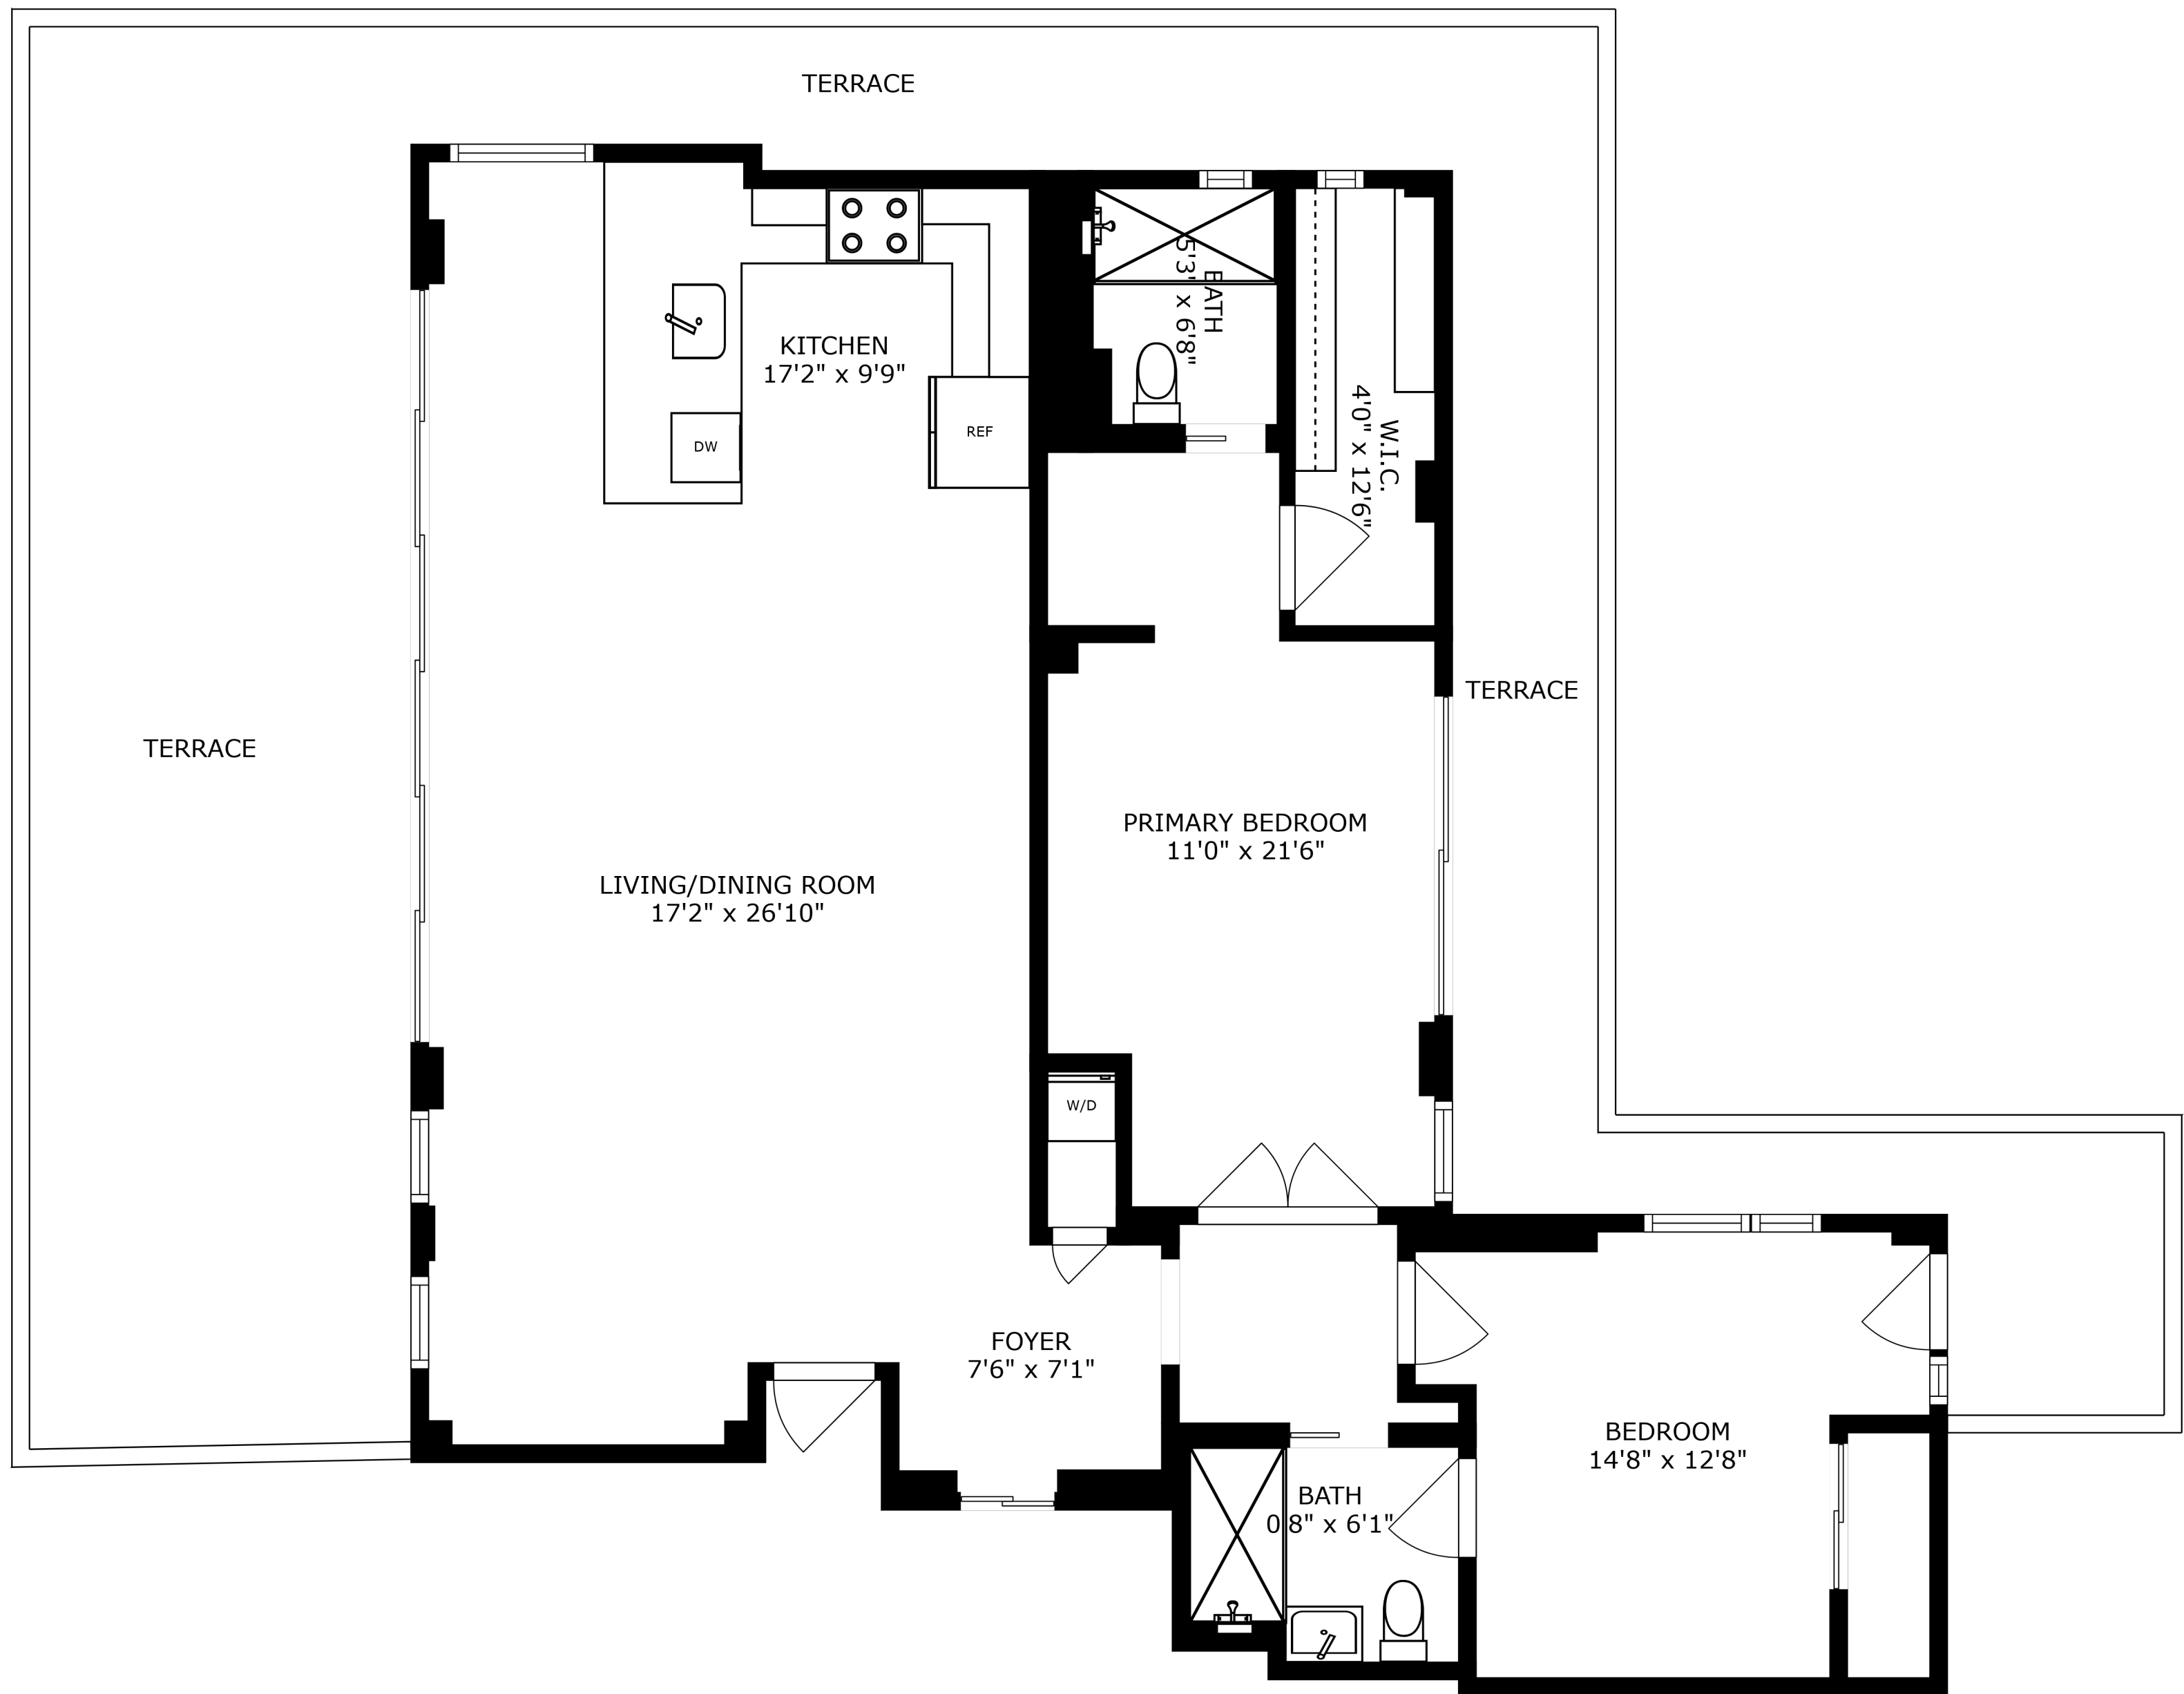 TERRACE
BATH
5'3" x 6'8"
KITCHEN
17'2" x 9'9"
DW
REF
W.I.C.
4'0" x 12'6"
TERRACE
TERRACE
PRIMARY BEDROOM
11'0" x 21'6"
LIVING/DINING ROOM
17'2" x 26'10"
W/D
FOYER
7'6" x 7'1"
BEDROOM
14'8" x 12'8"
BATH
x 6'1"